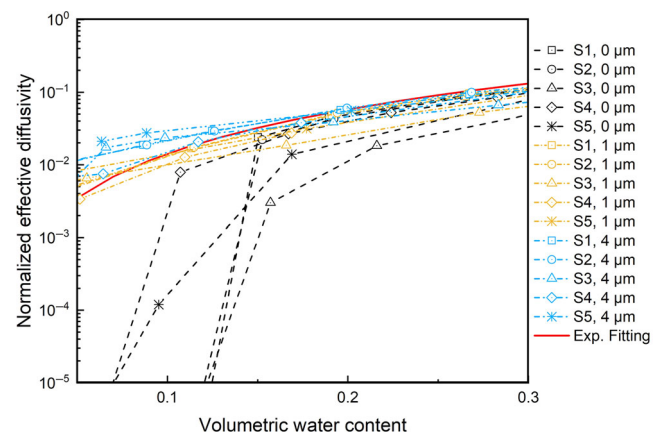 10⁰
10⁻¹
10⁻²
10⁻³
10⁻⁴
10⁻⁵
Normalized effective diffusivity
0.1
0.2
0.3
Volumetric water content
S1, 0 µm
S2, 0 µm
S3, 0 µm
S4, 0 µm
S5, 0 µm
S1, 1 µm
S2, 1 µm
S3, 1 µm
S4, 1 µm
S5, 1 µm
S1, 4 µm
S2, 4 µm
S3, 4 µm
S4, 4 µm
S5, 4 µm
Exp. Fitting